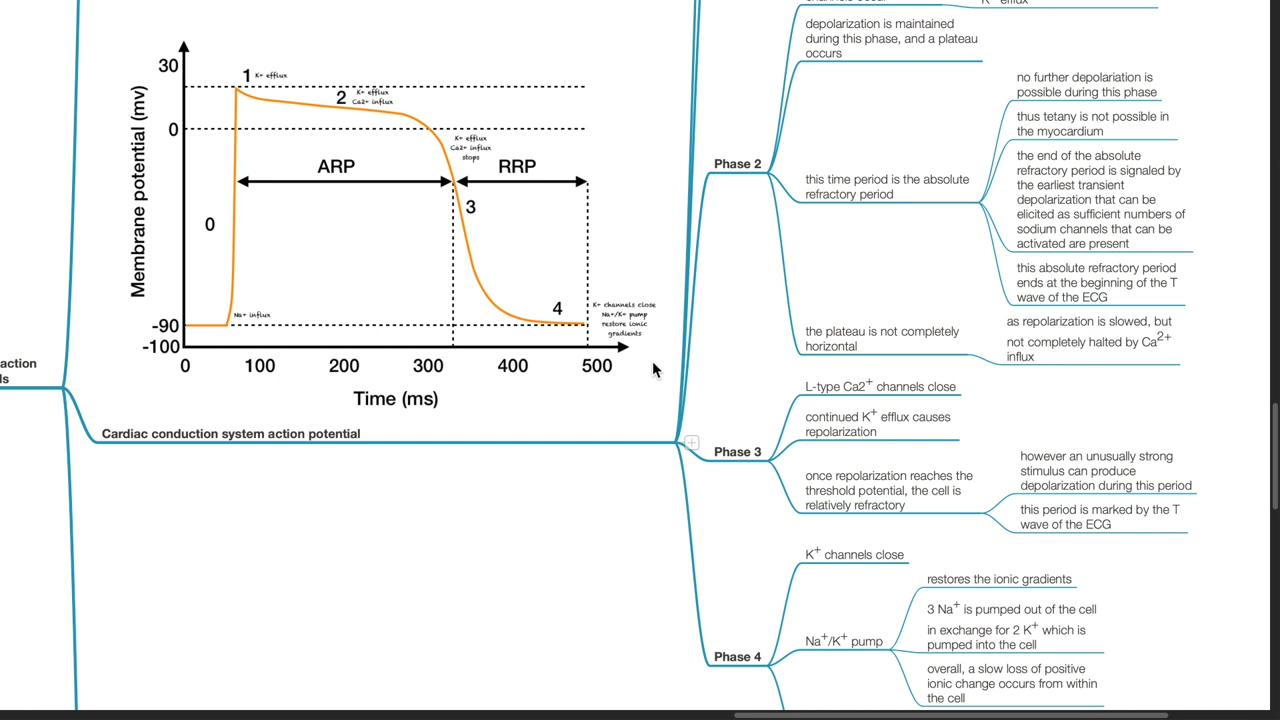 channels occur
K+ efflux
depolarization is maintained
during this phase, and a plateau
occurs
no further depolariation is
possible during this phase
thus tetany is not possible in
the myocardium
Phase 2
this time period is the absolute
refractory period
the end of the absolute
refractory period is signaled by
the earliest transient
depolarization that can be
elicited as sufficient numbers of
sodium channels that can be
activated are present
this absolute refractory period
ends at the beginning of the T
wave of the ECG
the plateau is not completely
horizontal
as repolarization is slowed, but
not completely halted by Ca2+
influx
30
0
-90
-100
Membrane potential (mv)
1 K+ efflux
2 K+ efflux
Ca2+ influx
K+ efflux
Ca2+ influx
stops
ARP
RRP
0
3
4
Na+ influx
K+ channels close
Na+/K+ pump
restore ionic
gradients
0 100 200 300 400 500
Time (ms)
action
ls
Cardiac conduction system action potential
Phase 3
L-type Ca2+ channels close
continued K+ efflux causes
repolarization
once repolarization reaches the
threshold potential, the cell is
relatively refractory
however an unusually strong
stimulus can produce
depolarization during this period
this period is marked by the T
wave of the ECG
Phase 4
K+ channels close
Na+/K+ pump
restores the ionic gradients
3 Na+ is pumped out of the cell
in exchange for 2 K+ which is
pumped into the cell
overall, a slow loss of positive
ionic change occurs from within
the cell